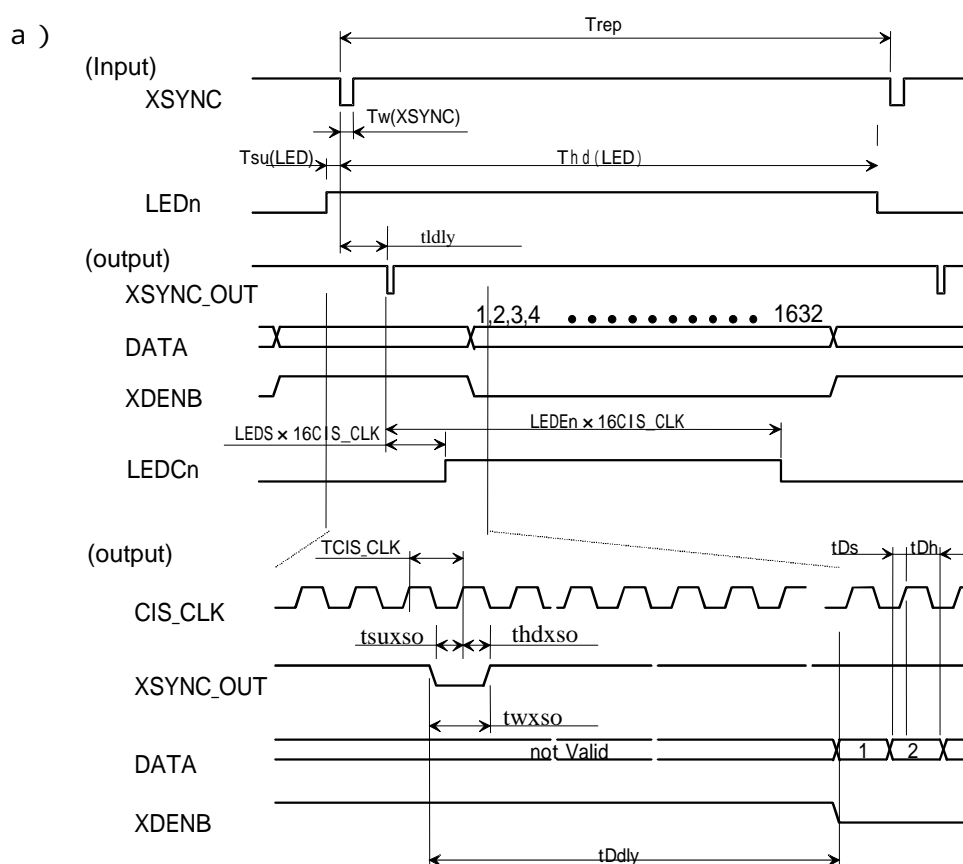 a )
Trep
(Input)
XSYNC
Tw(XSYNC)
Tsu(LED)
Thd(LED)
LEDn
tldly
(output)
XSYNC_OUT
1,2,3,4 • • • • • • • • • • 1632
DATA
XDENB
LEDS × 16CIS_CLK
LEDEn × 16CIS_CLK
LEDCn
(output)
TCIS_CLK
tDs
tDh
CIS_CLK
tsuxso
thdxso
XSYNC_OUT
twxso
not Valid
1
2
DATA
XDENB
tDdly